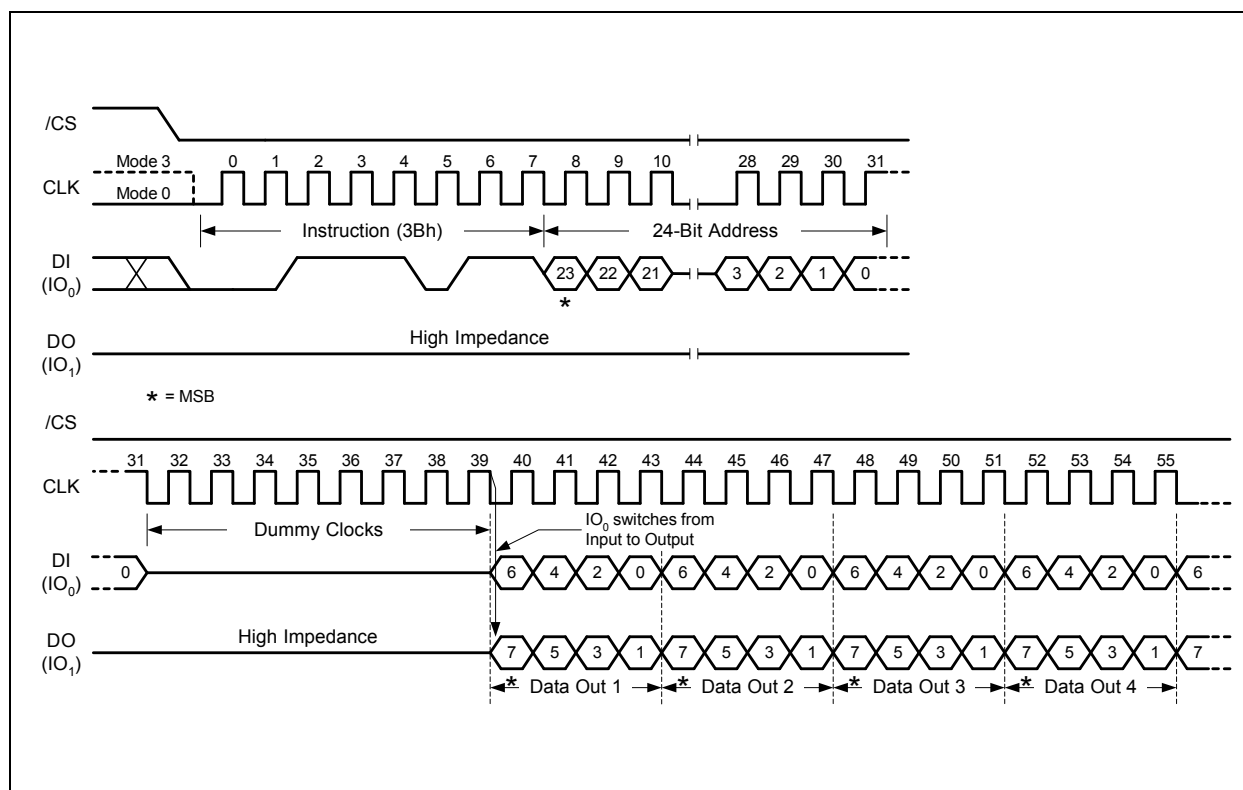 /CS
Mode 3 0 1 2 3 4 5 6 7 8 9 10 28 29 30 31
CLK Mode 0
Instruction (3Bh) 24-Bit Address
DI
(IO0) 23 22 21 3 2 1 0
*
High Impedance
DO
(IO1)
* = MSB
/CS
31 32 33 34 35 36 37 38 39 40 41 42 43 44 45 46 47 48 49 50 51 52 53 54 55
CLK
Dummy Clocks
IO0 switches from
Input to Output
DI
(IO0) 0 6 4 2 0 6 4 2 0 6 4 2 0 6 4 2 0 6
High Impedance
DO
(IO1) 7 5 3 1 7 5 3 1 7 5 3 1 7 5 3 1 7
* Data Out 1 * Data Out 2 * Data Out 3 * Data Out 4